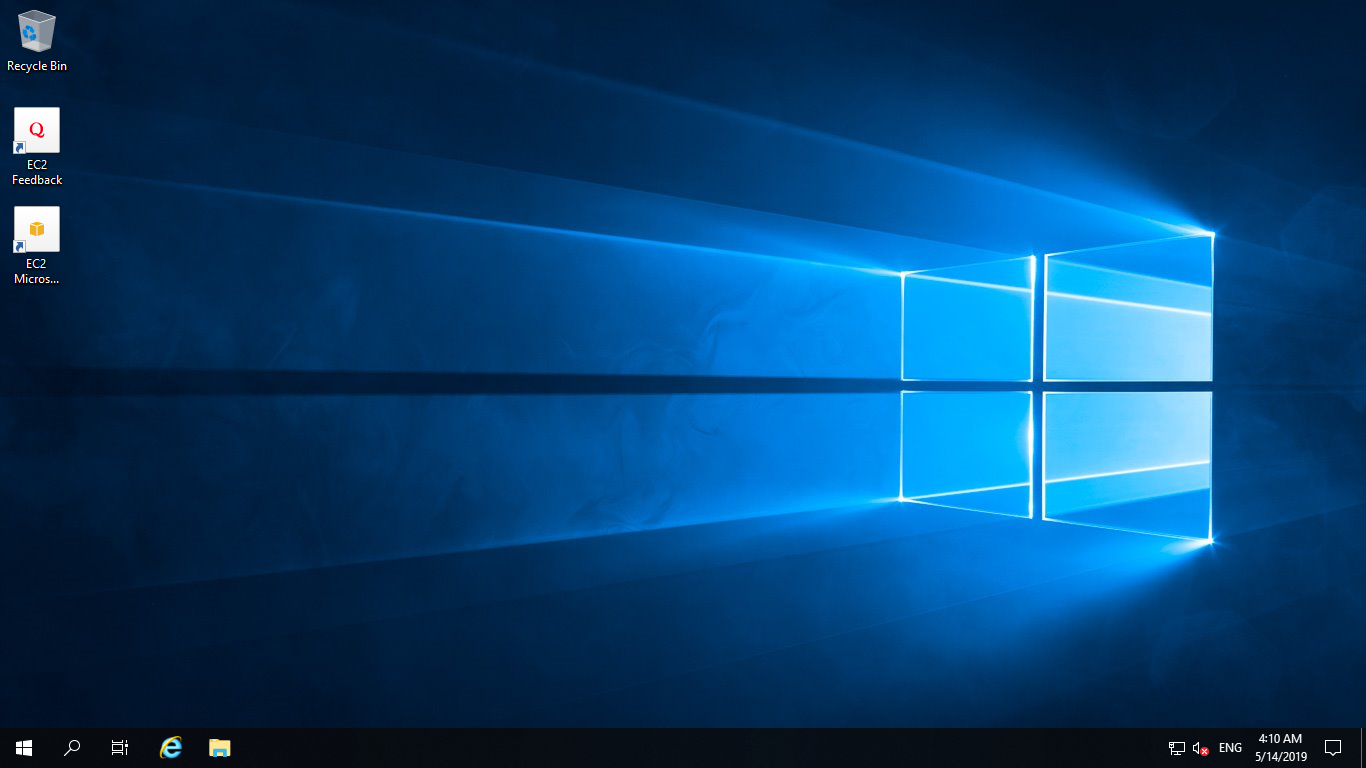 Recycle Bin
Q
EC2
Feedback
EC2
Micros...
ENG
4:10 AM
5/14/2019